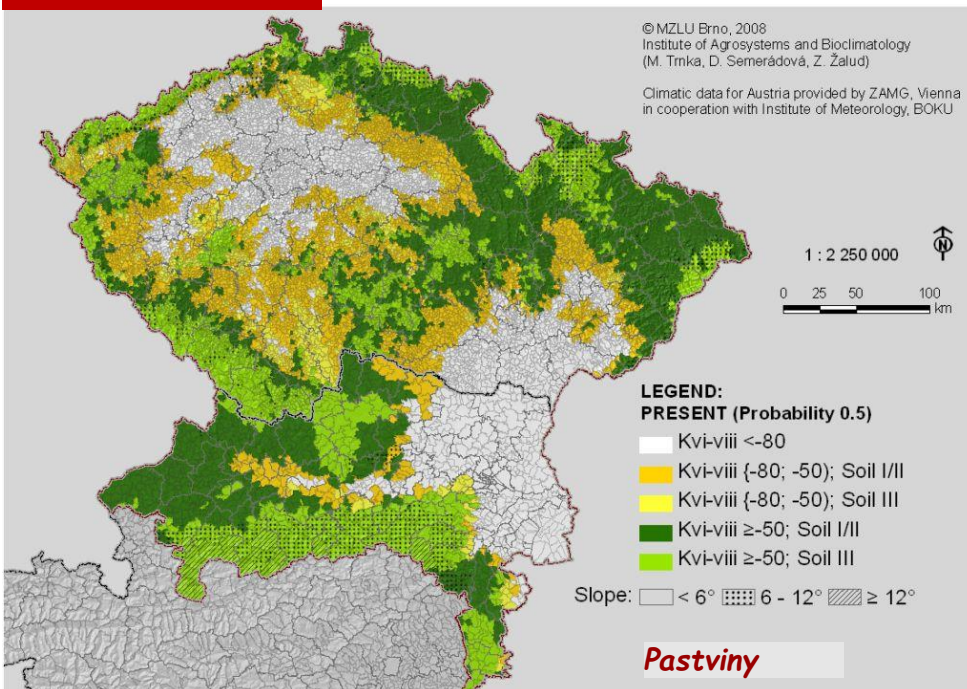 © MZLU Brno, 2008
Institute of Agrosystems and Bioclimatology
(M. Trnka, D. Semerádová, Z. Žalud)
Climatic data for Austria provided by ZAMG, Vienna
in cooperation with Institute of Meteorology, BOKU
1 : 2 250 000
N
0 25 50 100
km
LEGEND:
PRESENT (Probability 0.5)
Kvi-viii <-80
Kvi-viii {-80; -50); Soil I/II
Kvi-viii {-80; -50); Soil III
Kvi-viii ≥-50; Soil I/II
Kvi-viii ≥-50; Soil III
Slope: < 6° 6 - 12° ≥ 12°
Pastviny